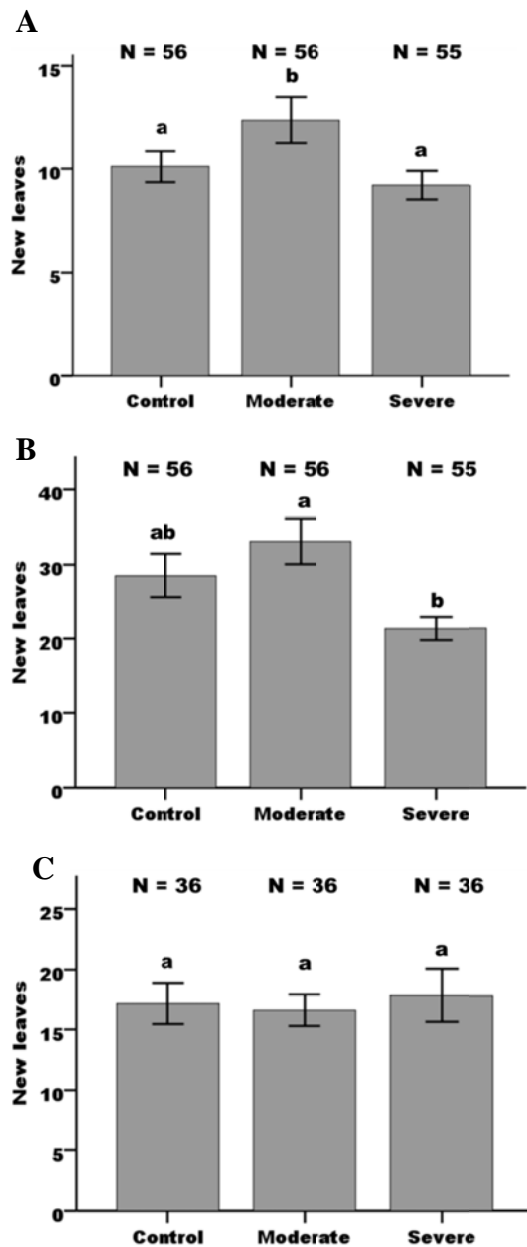 A
N = 56 N = 56 N = 55
15
10
5
0
New leaves
a b a
Control Moderate Severe
B
N = 56 N = 56 N = 55
40
30
20
10
0
New leaves
ab a b
Control Moderate Severe
C
N = 36 N = 36 N = 36
25
20
15
10
5
0
New leaves
a a a
Control Moderate Severe